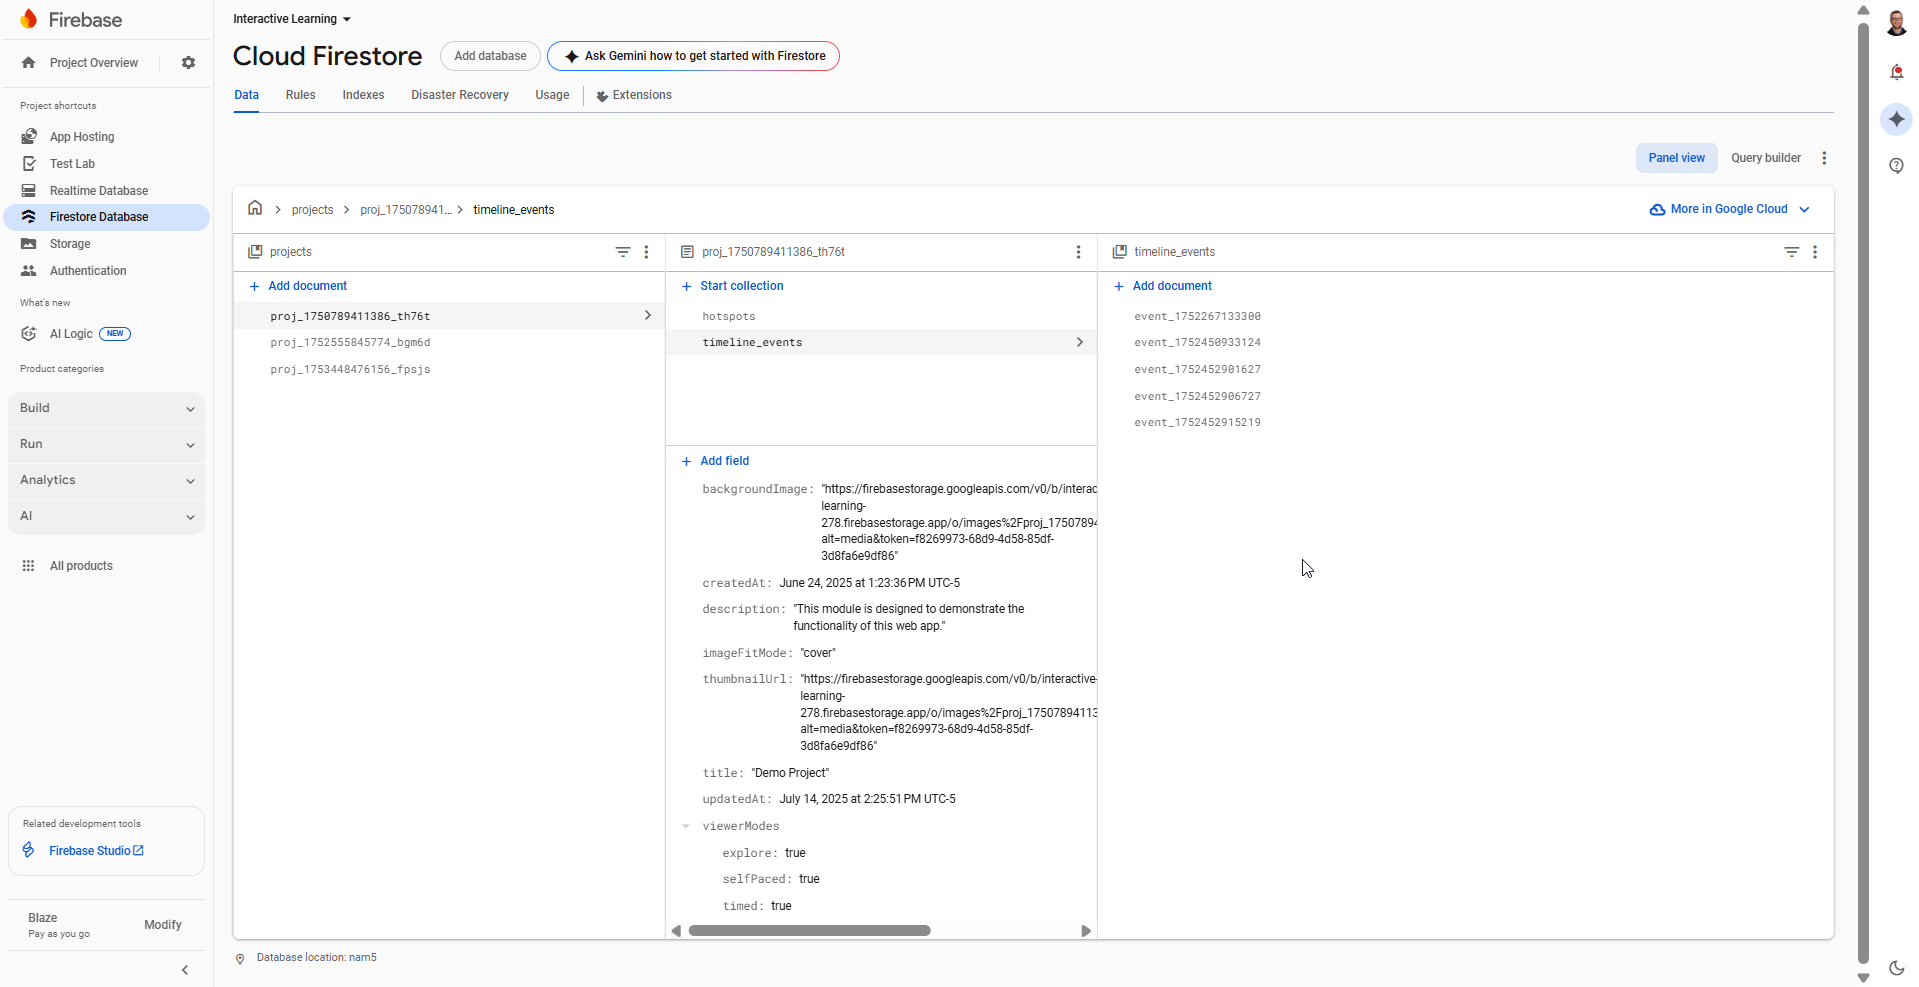 Firebase
Project Overview
Project shortcuts
App Hosting
Test Lab
Realtime Database
Firestore Database
Storage
Authentication
What's new
AI Logic NEW
Product categories
Build
Run
Analytics
AI
All products
Related development tools
Firebase Studio
Blaze
Pay as you go
Modify
Interactive Learning
Cloud Firestore
Add database
Ask Gemini how to get started with Firestore
Data Rules Indexes Disaster Recovery Usage Extensions
Panel view Query builder
projects proj_175078941... timeline_events
More in Google Cloud
projects
Add document
proj_1750789411386_th76t
proj_1752555845774_bgm6d
proj_1753448476156_fpsjs
proj_1750789411386_th76t
Start collection
hotspots
timeline_events
Add field
backgroundImage: "https://firebasestorage.googleapis.com/v0/b/interac
learning-
278.firebasestorage.app/o/images%2Fproj_17507894
alt=media&token=f8269973-68d9-4d58-85df-
3d8fa6e9df86"
createdAt: June 24, 2025 at 1:23:36 PM UTC-5
description: "This module is designed to demonstrate the
functionality of this web app."
imageFitMode: "cover"
thumbnailUrl: "https://firebasestorage.googleapis.com/v0/b/interactive-
learning-
278.firebasestorage.app/o/images%2Fproj_17507894113
alt=media&token=f8269973-68d9-4d58-85df-
3d8fa6e9df86"
title: "Demo Project"
updatedAt: July 14, 2025 at 2:25:51 PM UTC-5
viewerModes
explore: true
selfPaced: true
timed: true
timeline_events
Add document
event_1752267133300
event_1752450933124
event_1752452901627
event_1752452906727
event_1752452915219
Database location: nam5